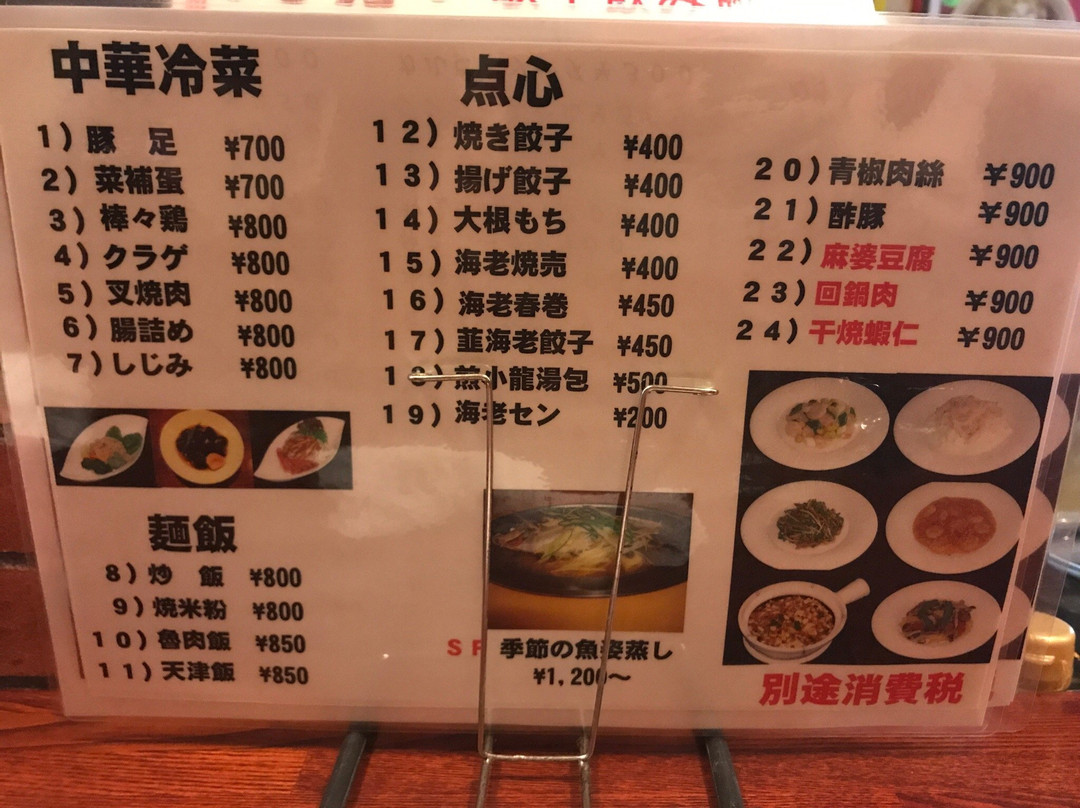 中華冷菜
1）豚　足　¥700
2）菜補蛋　¥700
3）棒々鶏　¥800
4）クラゲ　¥800
5）叉焼肉　¥800
6）腸詰め　¥800
7）しじみ　¥800
麺飯
8）炒　飯　¥800
9）焼米粉　¥800
１０）魯肉飯　¥850
１１）天津飯　¥850
点心
１２）焼き餃子　¥400
１３）揚げ餃子　¥400
１４）大根もち　¥400
１５）海老焼売　¥400
１６）海老春巻　¥450
１７）韮海老餃子　¥450
小龍湯包　¥500
１９）海老セン　¥200
季節の魚姿蒸し
¥1,200〜
２０）青椒肉絲　¥900
２１）酢豚　¥900
２２）麻婆豆腐　¥900
２３）回鍋肉　¥900
２４）干焼蝦仁　¥900
別途消費税